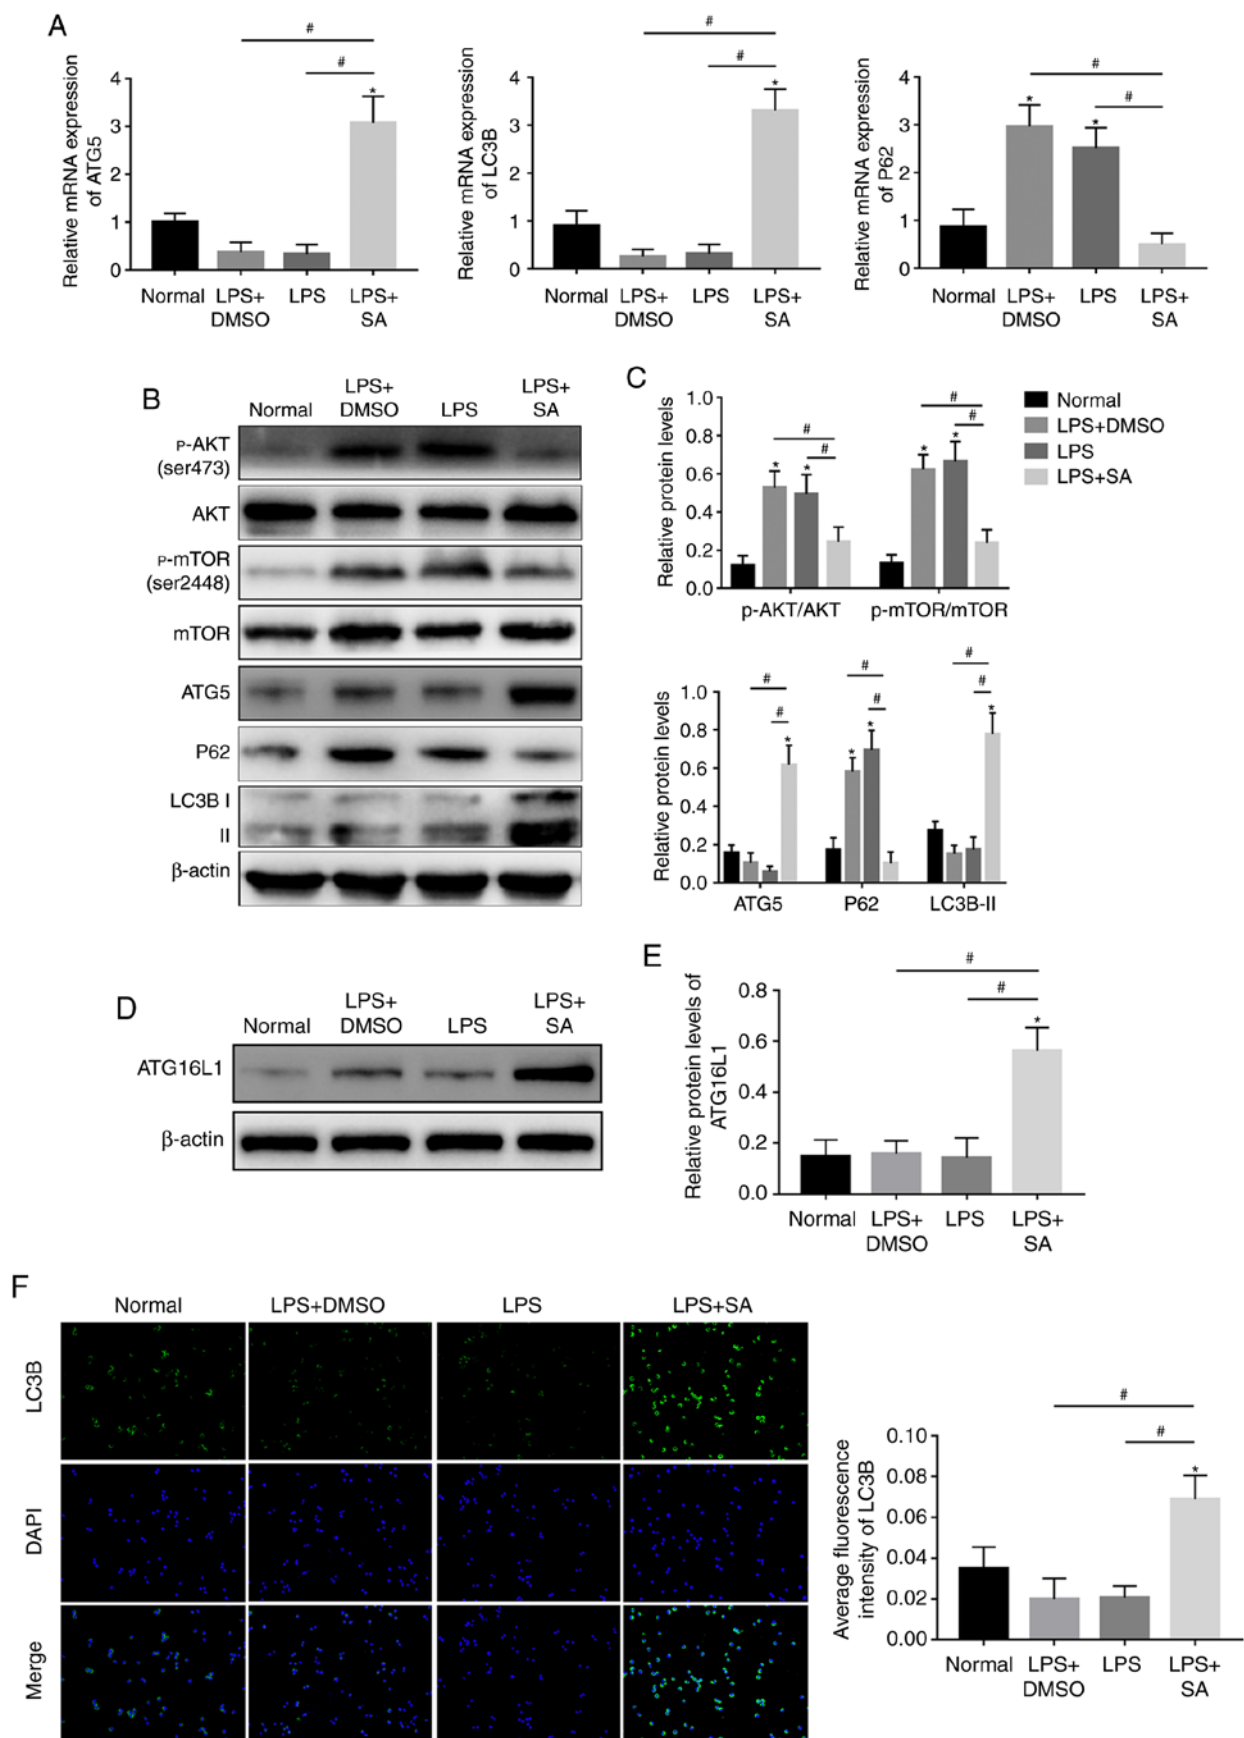 A
Relative mRNA expression
of ATG5
4
3
2
1
0
#
#
*
Normal LPS+ LPS LPS+
DMSO SA
Relative mRNA expression
of LC3B
4
3
2
1
0
#
#
*
Normal LPS+ LPS LPS+
DMSO SA
Relative mRNA expression
of P62
4
3
2
1
0
#
#
*
*
Normal LPS+ LPS LPS+
DMSO SA
B
Normal LPS+ LPS LPS+
DMSO SA
P-AKT
(ser473)
AKT
P-mTOR
(ser2448)
mTOR
ATG5
P62
LC3B I
II
β-actin
C
Relative protein levels
1.0
0.8
0.6
0.4
0.2
0.0
#
#
#
#
*
*
*
*
p-AKT/AKT p-mTOR/mTOR
Normal
LPS+DMSO
LPS
LPS+SA
Relative protein levels
1.0
0.8
0.6
0.4
0.2
0.0
#
#
#
#
#
#
*
*
*
*
ATG5 P62 LC3B-II
D
Normal LPS+ LPS LPS+
DMSO SA
ATG16L1
β-actin
E
Relative protein levels of
ATG16L1
0.8
0.6
0.4
0.2
0.0
#
#
*
Normal LPS+ LPS LPS+
DMSO SA
F
Normal LPS+DMSO LPS LPS+SA
LC3B
DAPI
Merge
Average fluorescence
intensity of LC3B
0.10
0.08
0.06
0.04
0.02
0.00
#
#
*
Normal LPS+ LPS LPS+
DMSO SA